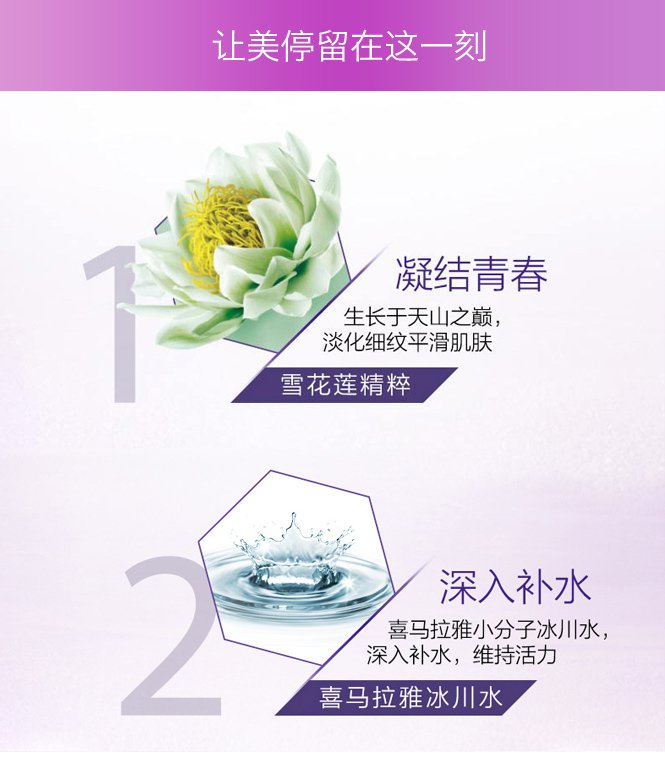 让美停留在这一刻
1
凝结青春
生长于天山之巅，
淡化细纹平滑肌肤
雪花莲精粹
2
深入补水
喜马拉雅小分子冰川水，
深入补水，维持活力
喜马拉雅冰川水